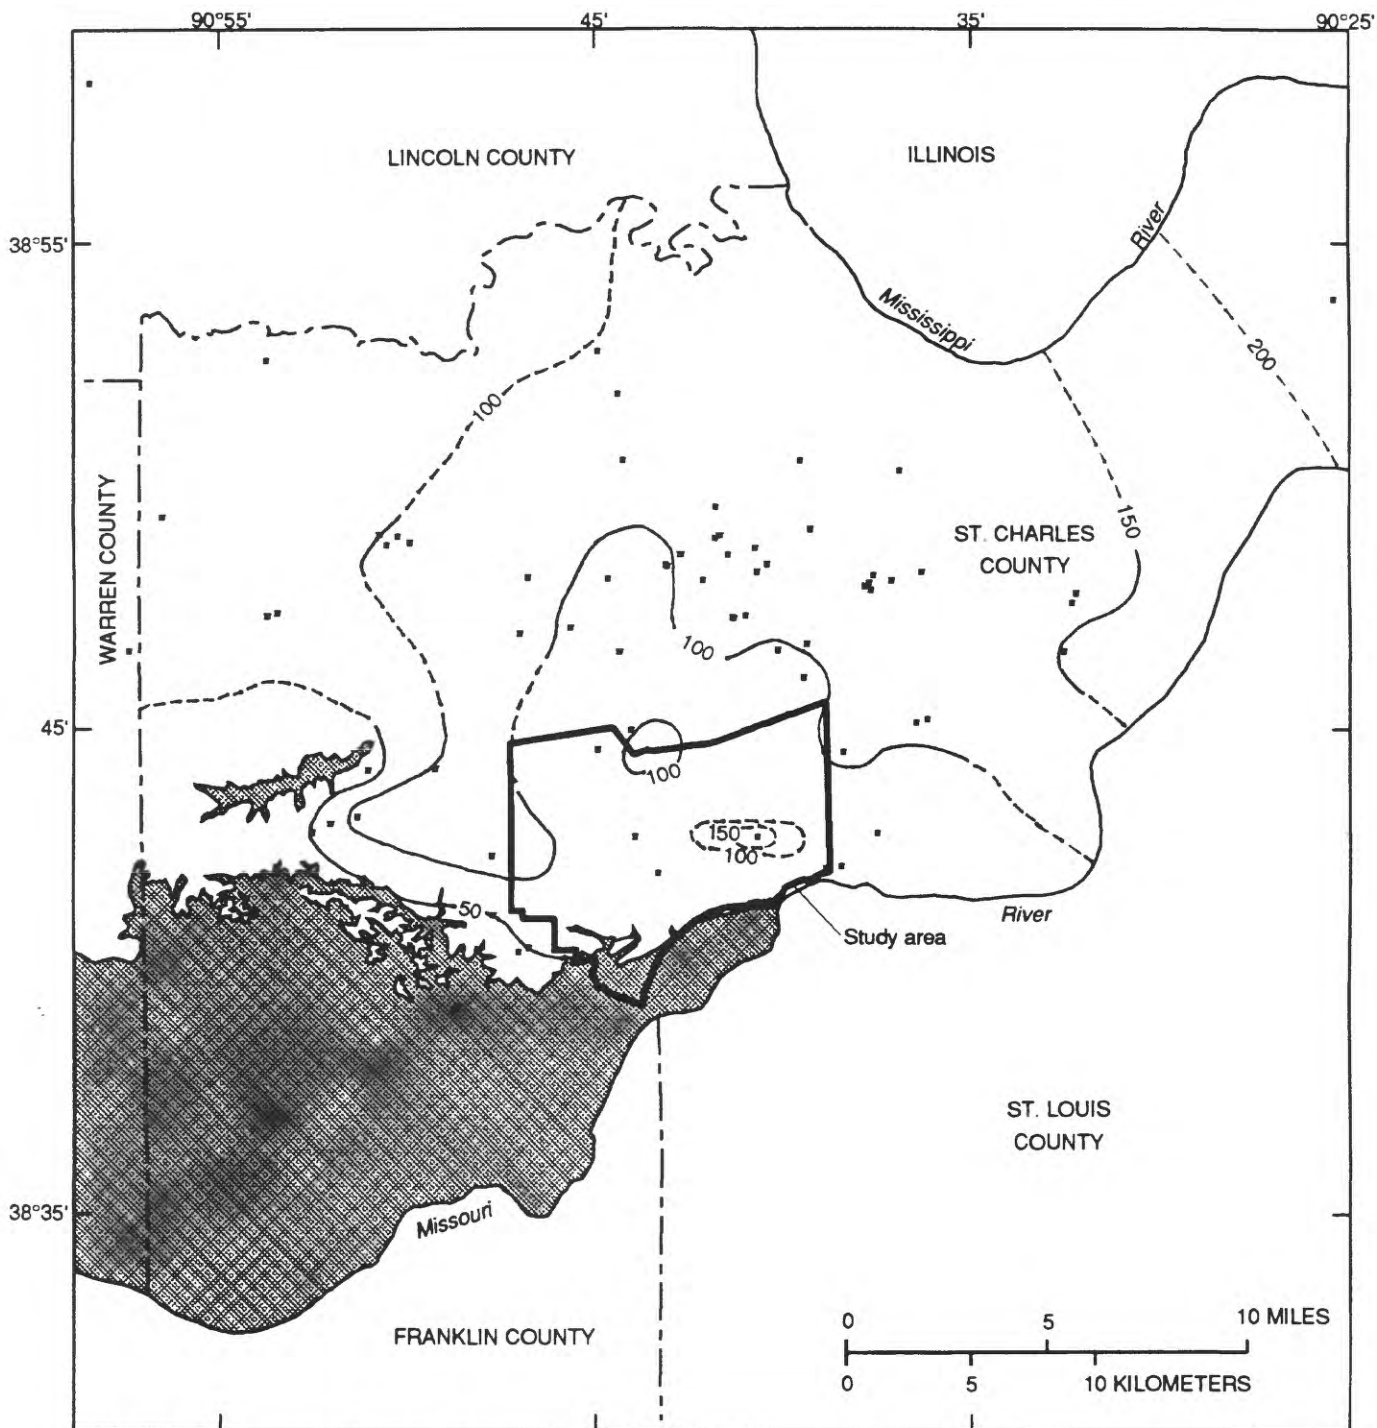 90°55'
45'
35'
90°25'
LINCOLN COUNTY
ILLINOIS
38°55'
River
Mississippi
200
100
150
ST. CHARLES
COUNTY
WARREN COUNTY
100
45'
100
150
100
50
River
Study area
ST. LOUIS
COUNTY
38°35'
Missouri
FRANKLIN COUNTY
0 5 10 MILES
0 5 10 KILOMETERS